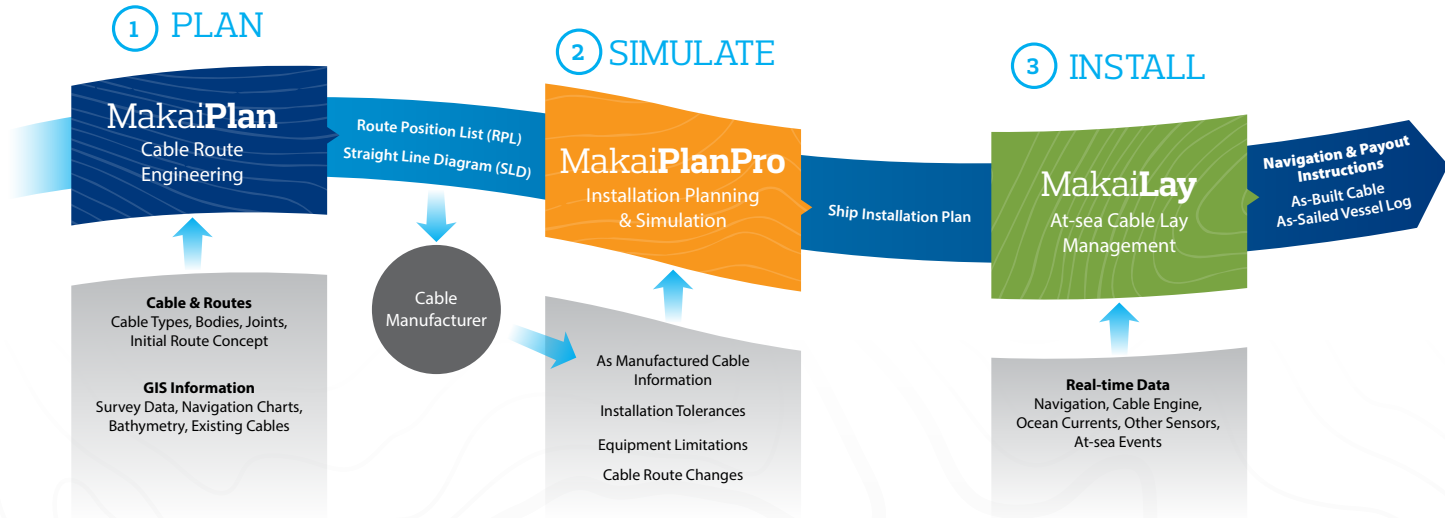 1 PLAN
MakaiPlan
Cable Route
Engineering
Cable & Routes
Cable Types, Bodies, Joints,
Initial Route Concept
GIS Information
Survey Data, Navigation Charts,
Bathymetry, Existing Cables
Route Position List (RPL)
Straight Line Diagram (SLD)
Cable
Manufacturer
2 SIMULATE
MakaiPlanPro
Installation Planning
& Simulation
As Manufactured Cable
Information
Installation Tolerances
Equipment Limitations
Cable Route Changes
Ship Installation Plan
3 INSTALL
MakaiLay
At-sea Cable Lay
Management
Real-time Data
Navigation, Cable Engine,
Ocean Currents, Other Sensors,
At-sea Events
Navigation & Payout
Instructions
As-Built Cable
As-Sailed Vessel Log